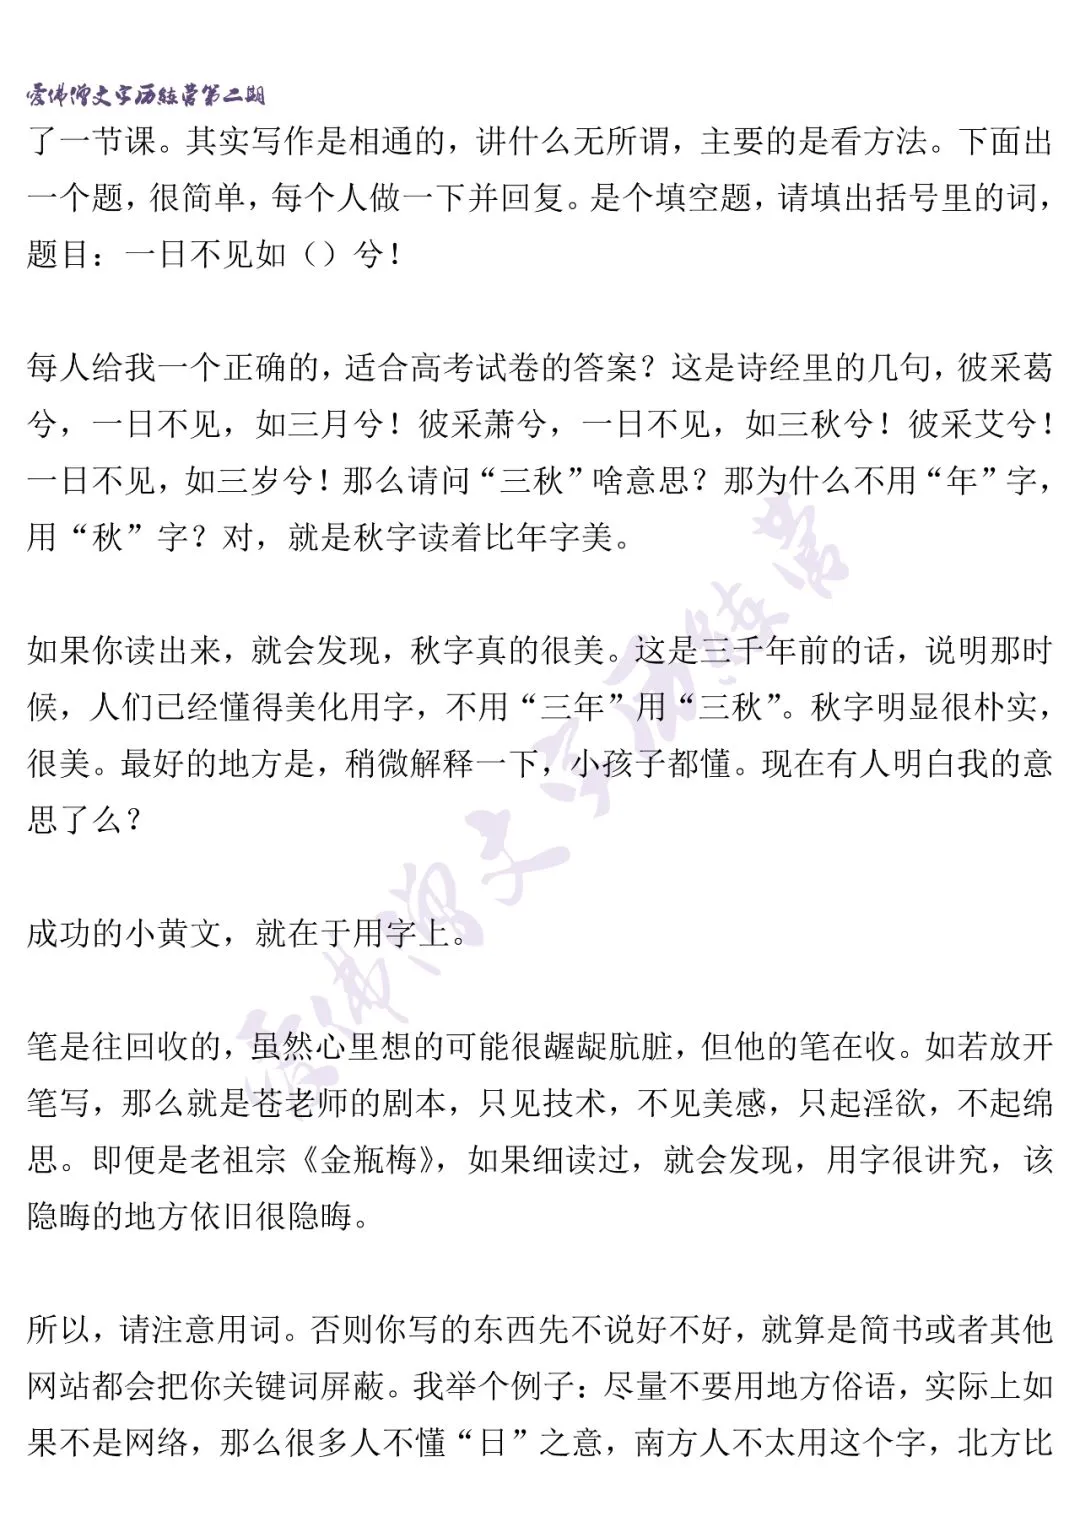 爱佛僧文字历练营第二期
了一节课。其实写作是相通的，讲什么无所谓，主要的是看方法。下面出
一个题，很简单，每个人做一下并回复。是个填空题，请填出括号里的词，
题目：一日不见如（）兮！
每人给我一个正确的，适合高考试卷的答案？这是诗经里的几句，彼采葛
兮，一日不见，如三月兮！彼采萧兮，一日不见，如三秋兮！彼采艾兮！
一日不见，如三岁兮！那么请问“三秋”啥意思？那为什么不用“年”字，
用“秋”字？对，就是秋字读着比年字美。
如果你读出来，就会发现，秋字真的很美。这是三千年前的话，说明那时
候，人们已经懂得美化用字，不用“三年”用“三秋”。秋字明显很朴实，
很美。最好的地方是，稍微解释一下，小孩子都懂。现在有人明白我的意
思了么？
成功的小黄文，就在于用字上。
笔是往回收的，虽然心里想的可能很龌龊肮脏，但他的笔在收。如若放开
笔写，那么就是苍老师的剧本，只见技术，不见美感，只起淫欲，不起绵
思。即便是老祖宗《金瓶梅》，如果细读过，就会发现，用字很讲究，该
隐晦的地方依旧很隐晦。
所以，请注意用词。否则你写的东西先不说好不好，就算是简书或者其他
网站都会把你关键词屏蔽。我举个例子：尽量不要用地方俗语，实际上如
果不是网络，那么很多人不懂“日”之意，南方人不太用这个字，北方比
爱佛僧文字历练营